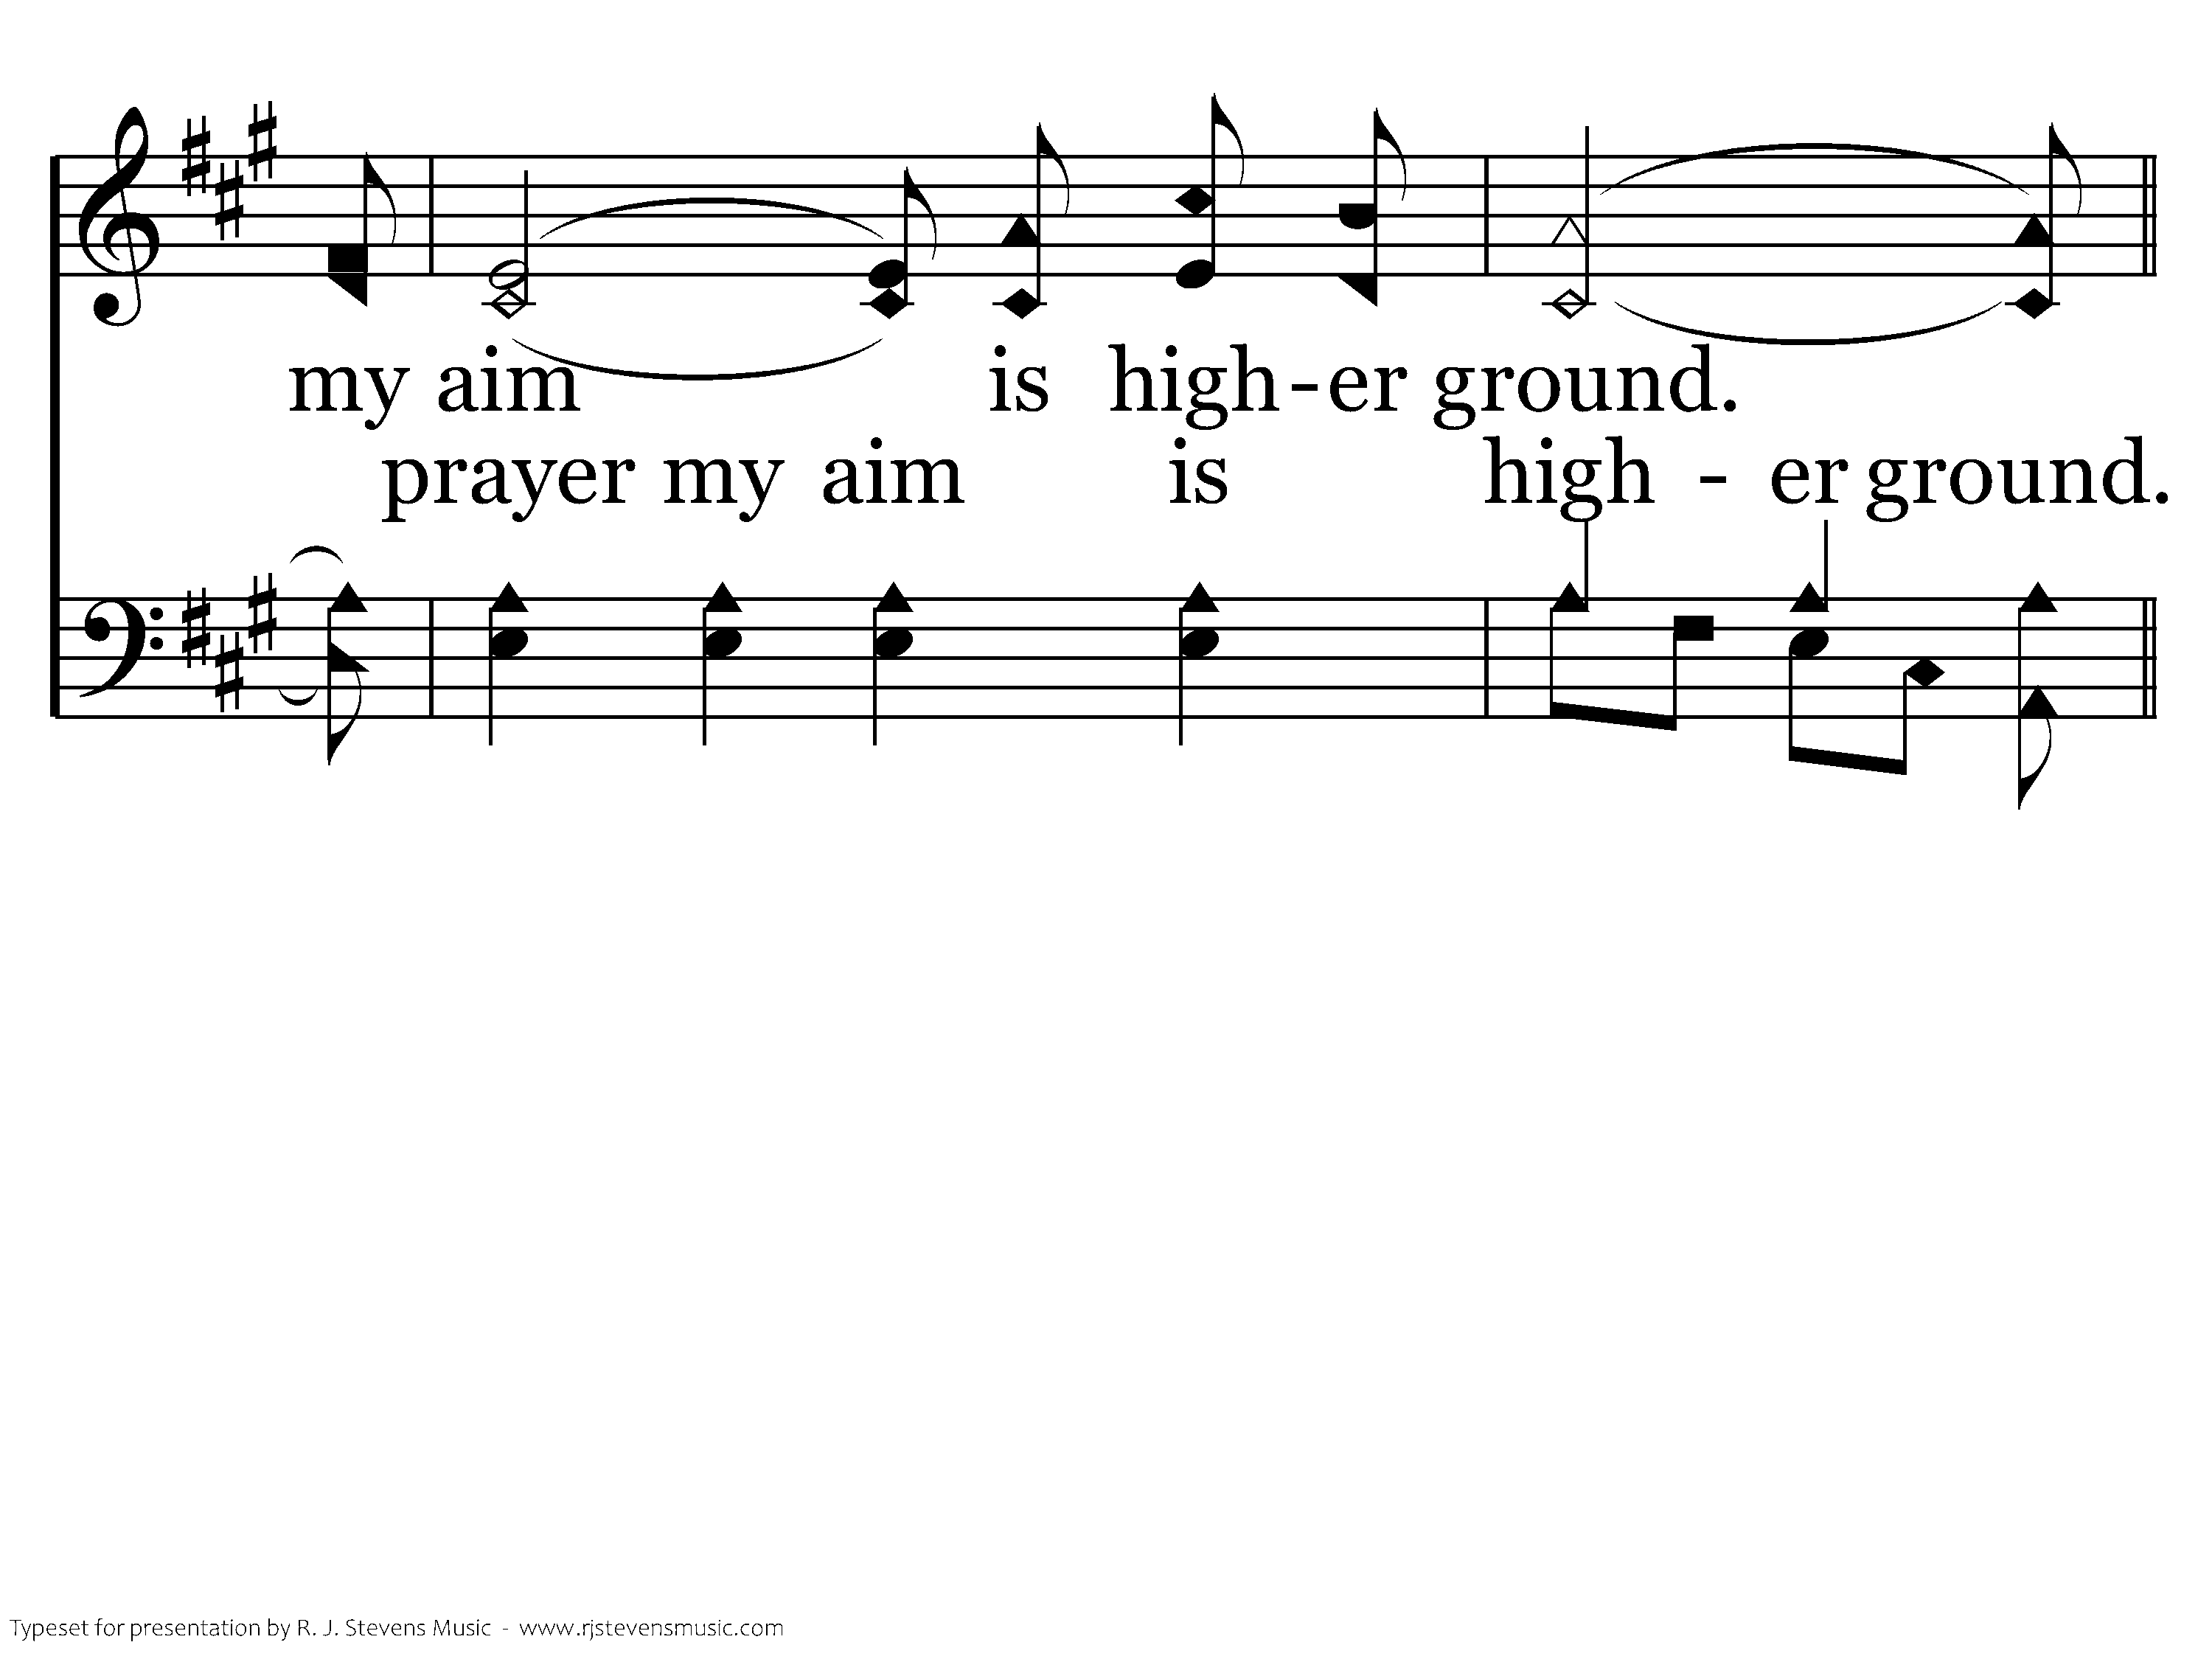 my aim is high-er ground.
prayer my aim is high - er ground.
Typeset for presentation by R. J. Stevens Music - www.rjstevensmusic.com